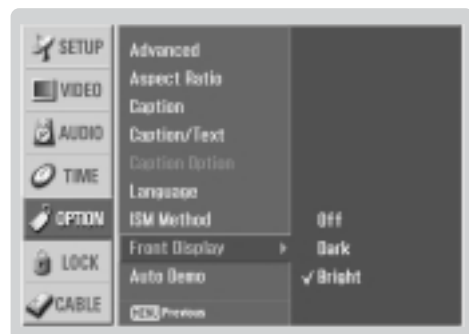 SETUP
VIDEO
AUDIO
TIME
OPTION
LOCK
CABLE
Advanced
Aspect Ratio
Caption
Caption/Text
Caption Option
Language
ISM Method
Front Display
Auto Demo
MENU Previous
Off
Dark
Bright